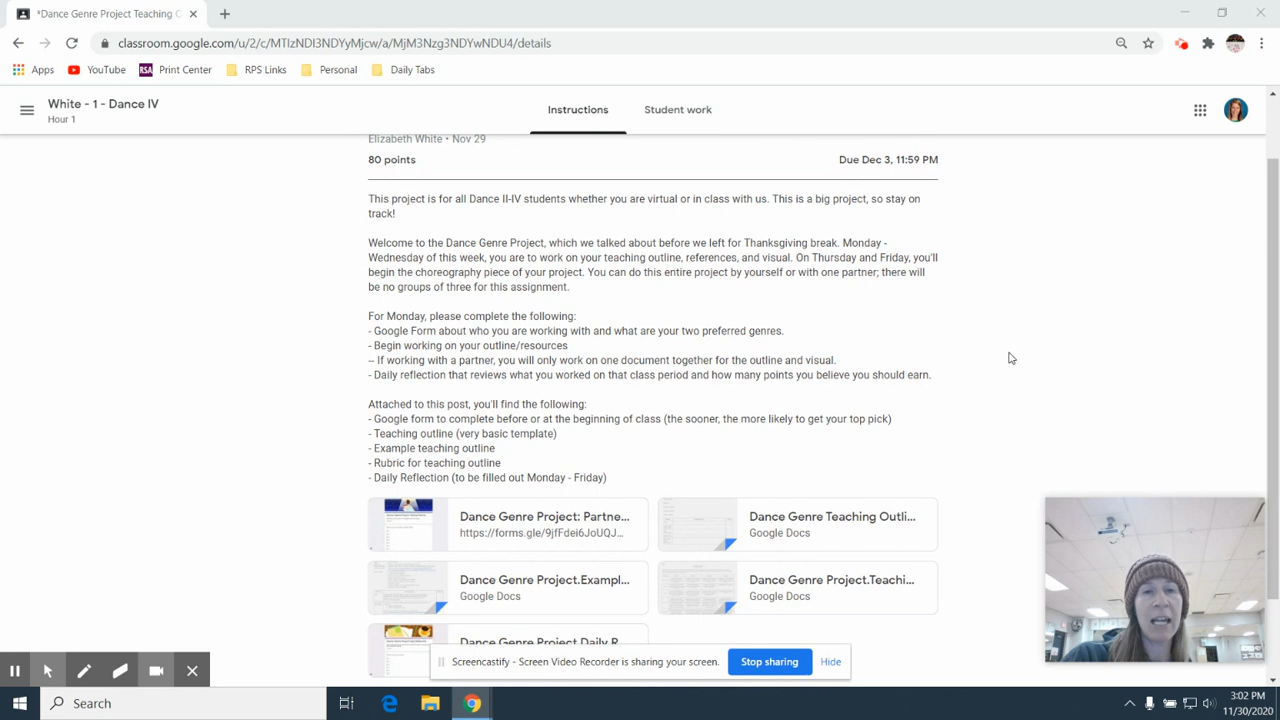 *Dance Genre Project Teaching O
classroom.google.com/u/2/c/MTIzNDI3NDYyMjcw/a/MjM3Nzg3NDYwNDU4/details
Apps YouTube RSA Print Center RPS Links Personal Daily Tabs
White - 1 - Dance IV
Hour 1
Instructions Student work
Elizabeth White • Nov 29
80 points Due Dec 3, 11:59 PM
This project is for all Dance II-IV students whether you are virtual or in class with us. This is a big project, so stay on
track!
Welcome to the Dance Genre Project, which we talked about before we left for Thanksgiving break. Monday -
Wednesday of this week, you are to work on your teaching outline, references, and visual. On Thursday and Friday, you'll
begin the choreography piece of your project. You can do this entire project by yourself or with one partner; there will
be no groups of three for this assignment.
For Monday, please complete the following:
- Google Form about who you are working with and what are your two preferred genres.
- Begin working on your outline/resources
-- If working with a partner, you will only work on one document together for the outline and visual.
- Daily reflection that reviews what you worked on that class period and how many points you believe you should earn.
Attached to this post, you'll find the following:
- Google form to complete before or at the beginning of class (the sooner, the more likely to get your top pick)
- Teaching outline (very basic template)
- Example teaching outline
- Rubric for teaching outline
- Daily Reflection (to be filled out Monday - Friday)
Dance Genre Project: Partne...
https://forms.gle/9jfFdei6JoUQJ...
Dance Genre Teaching Outli...
Google Docs
Dance Genre Project.Exampl...
Google Docs
Dance Genre Project.Teachi...
Google Docs
Dance Genre Project Daily R
Screencastify - Screen Video Recorder is sharing your screen. Stop sharing Hide
Search
3:02 PM
11/30/2020